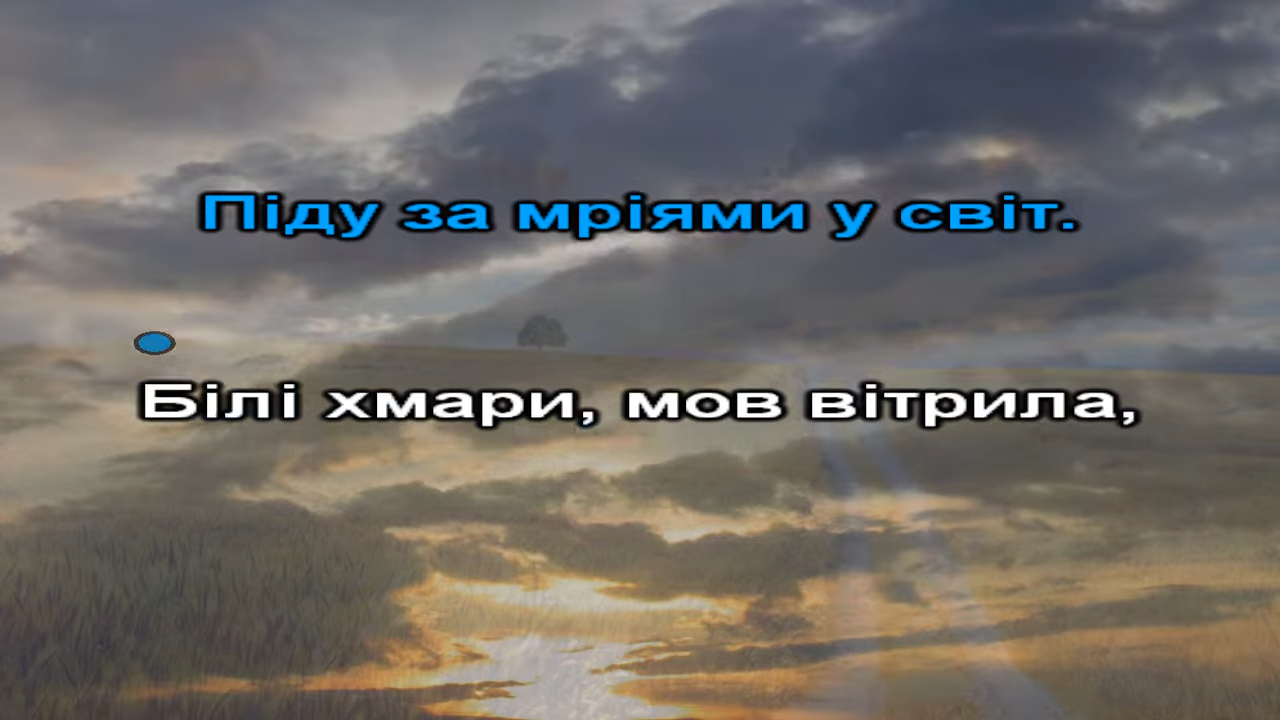 Піду за мріями у світ.
Білі хмари, мов вітрила,